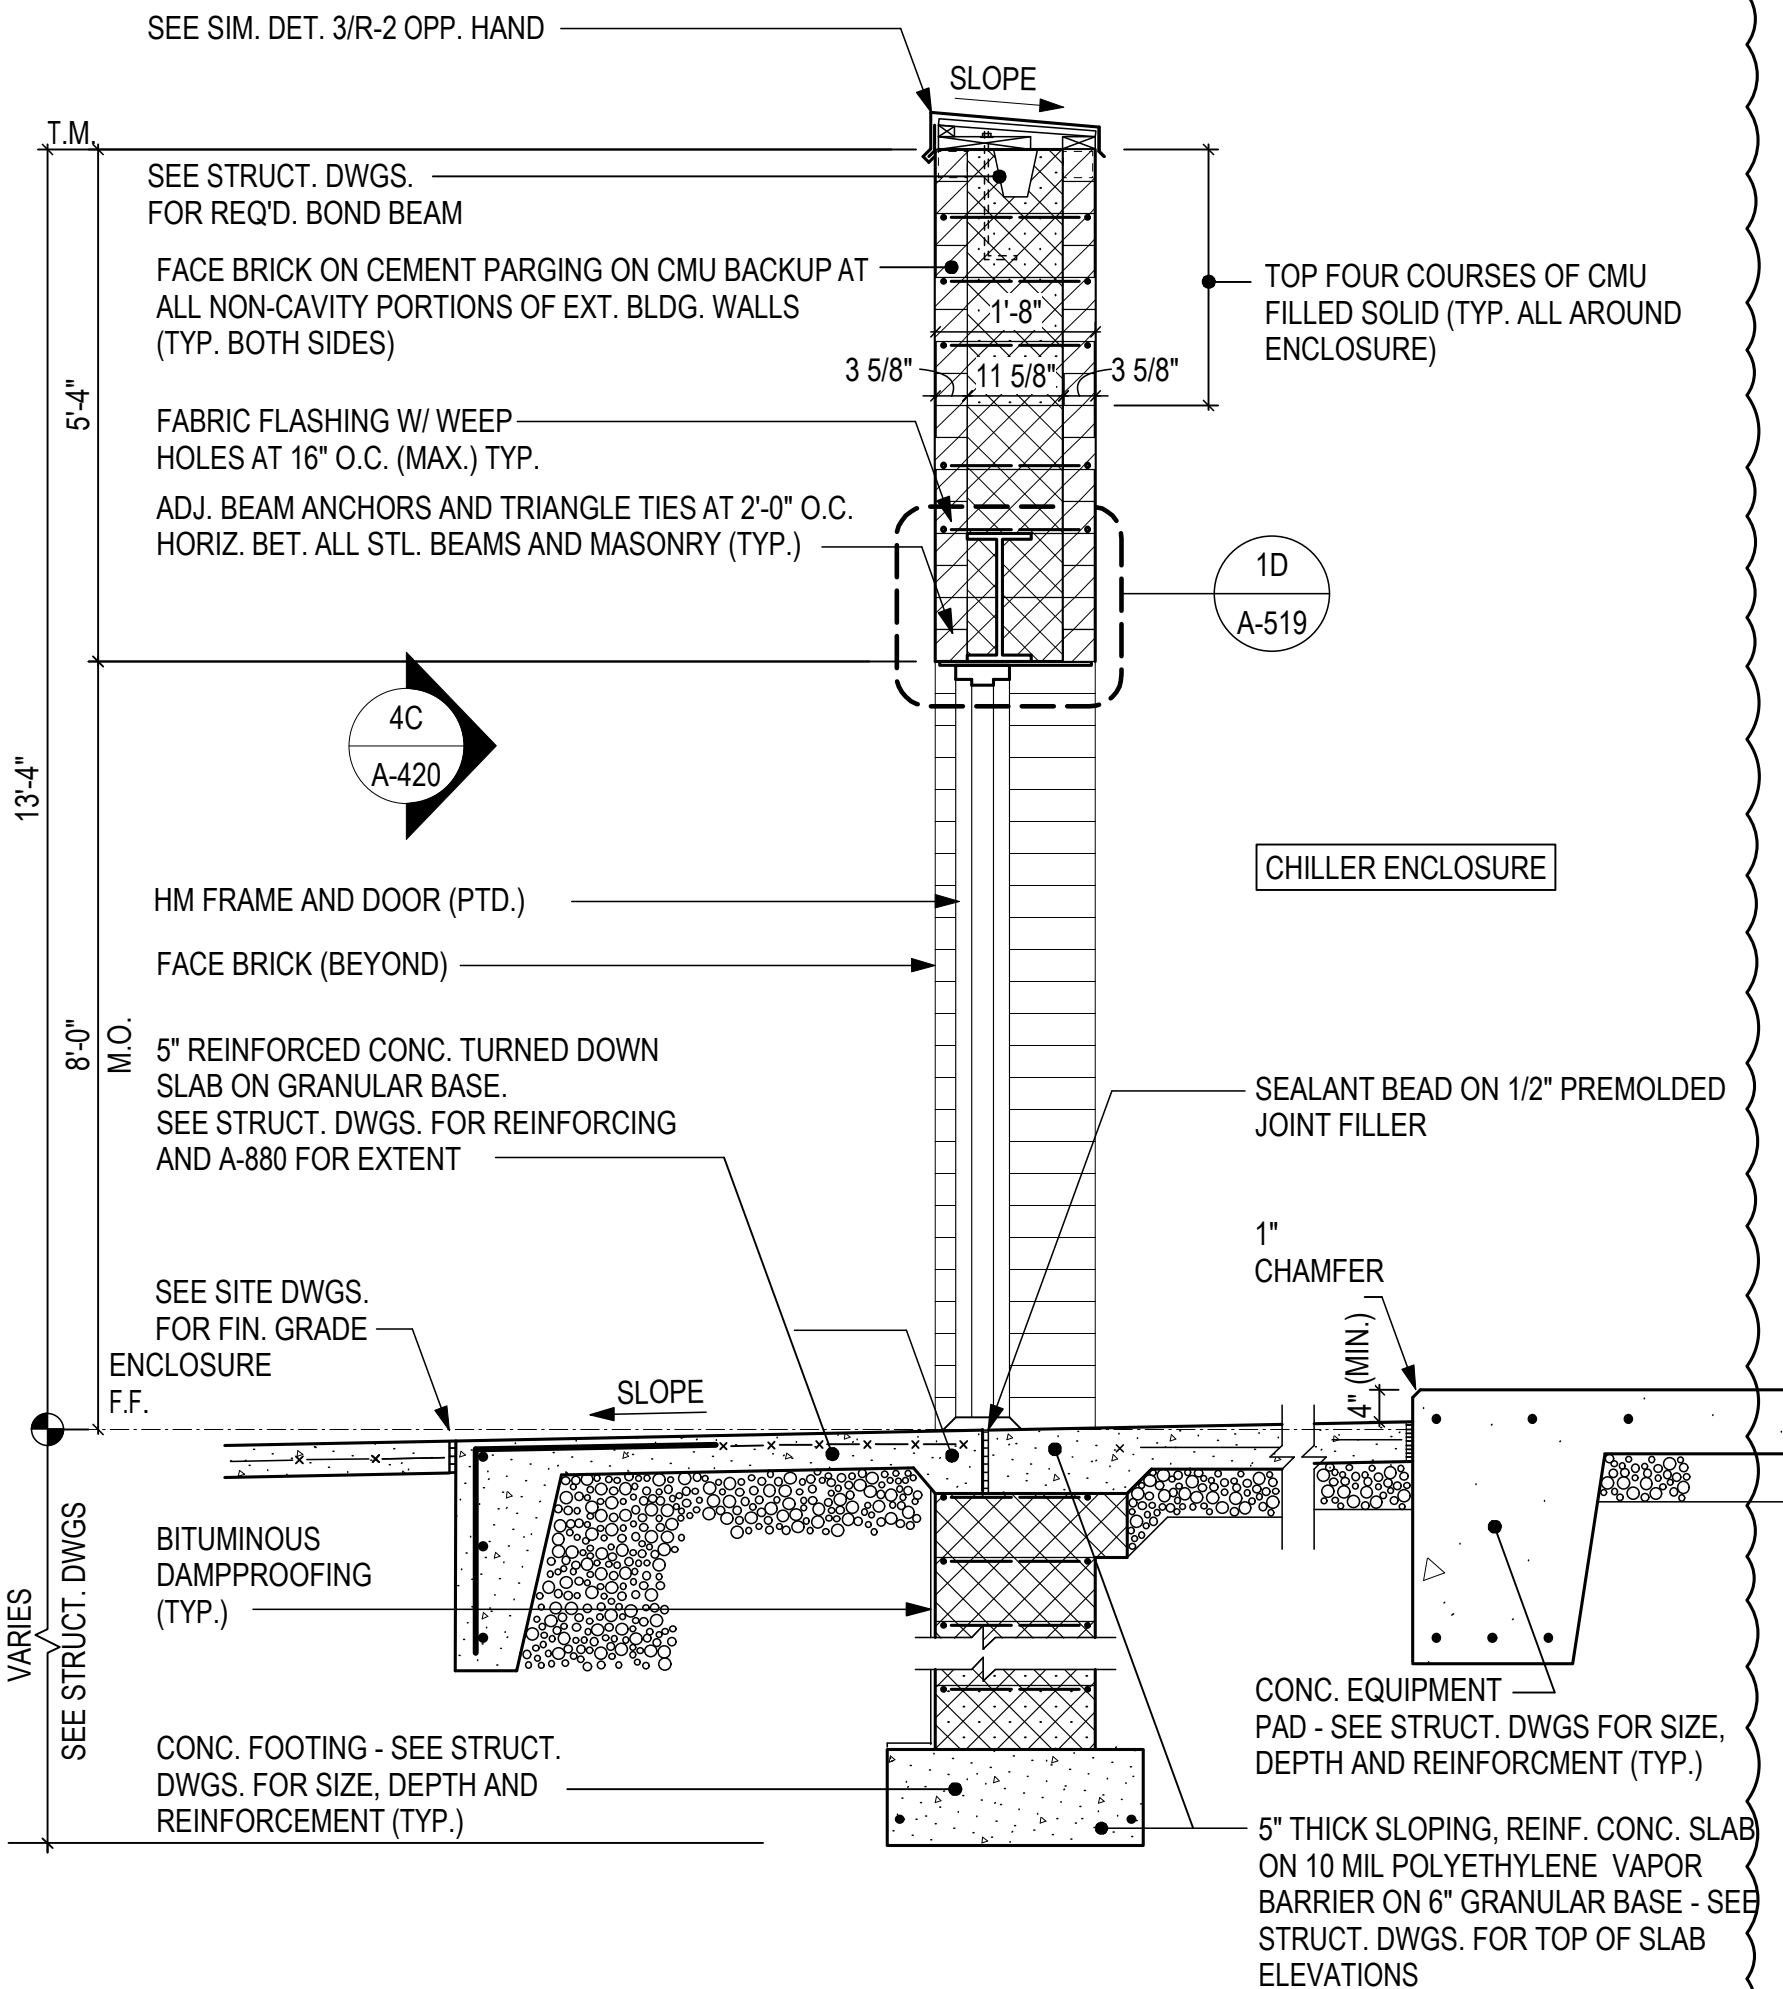 SEE SIM. DET. 3/R-2 OPP. HAND
SLOPE
T.M.
SEE STRUCT. DWGS.
FOR REQ'D. BOND BEAM
FACE BRICK ON CEMENT PARGING ON CMU BACKUP AT
ALL NON-CAVITY PORTIONS OF EXT. BLDG. WALLS
(TYP. BOTH SIDES)
TOP FOUR COURSES OF CMU
FILLED SOLID (TYP. ALL AROUND
ENCLOSURE)
1'-8"
3 5/8"
11 5/8"
3 5/8"
5'-4"
FABRIC FLASHING W/ WEEP
HOLES AT 16" O.C. (MAX.) TYP.
ADJ. BEAM ANCHORS AND TRIANGLE TIES AT 2'-0" O.C.
HORIZ. BET. ALL STL. BEAMS AND MASONRY (TYP.)
1D
A-519
4C
A-420
13'-4"
CHILLER ENCLOSURE
HM FRAME AND DOOR (PTD.)
FACE BRICK (BEYOND)
8'-0"
M.O.
5" REINFORCED CONC. TURNED DOWN
SLAB ON GRANULAR BASE.
SEE STRUCT. DWGS. FOR REINFORCING
AND A-880 FOR EXTENT
SEALANT BEAD ON 1/2" PREMOLDED
JOINT FILLER
1"
CHAMFER
4" (MIN.)
SEE SITE DWGS.
FOR FIN. GRADE
ENCLOSURE
F.F.
SLOPE
BITUMINOUS
DAMPPROOFING
(TYP.)
VARIES
SEE STRUCT. DWGS
CONC. FOOTING - SEE STRUCT.
DWGS. FOR SIZE, DEPTH AND
REINFORCEMENT (TYP.)
CONC. EQUIPMENT
PAD - SEE STRUCT. DWGS FOR SIZE,
DEPTH AND REINFORCMENT (TYP.)
5" THICK SLOPING, REINF. CONC. SLAB
ON 10 MIL POLYETHYLENE VAPOR
BARRIER ON 6" GRANULAR BASE - SEE
STRUCT. DWGS. FOR TOP OF SLAB
ELEVATIONS